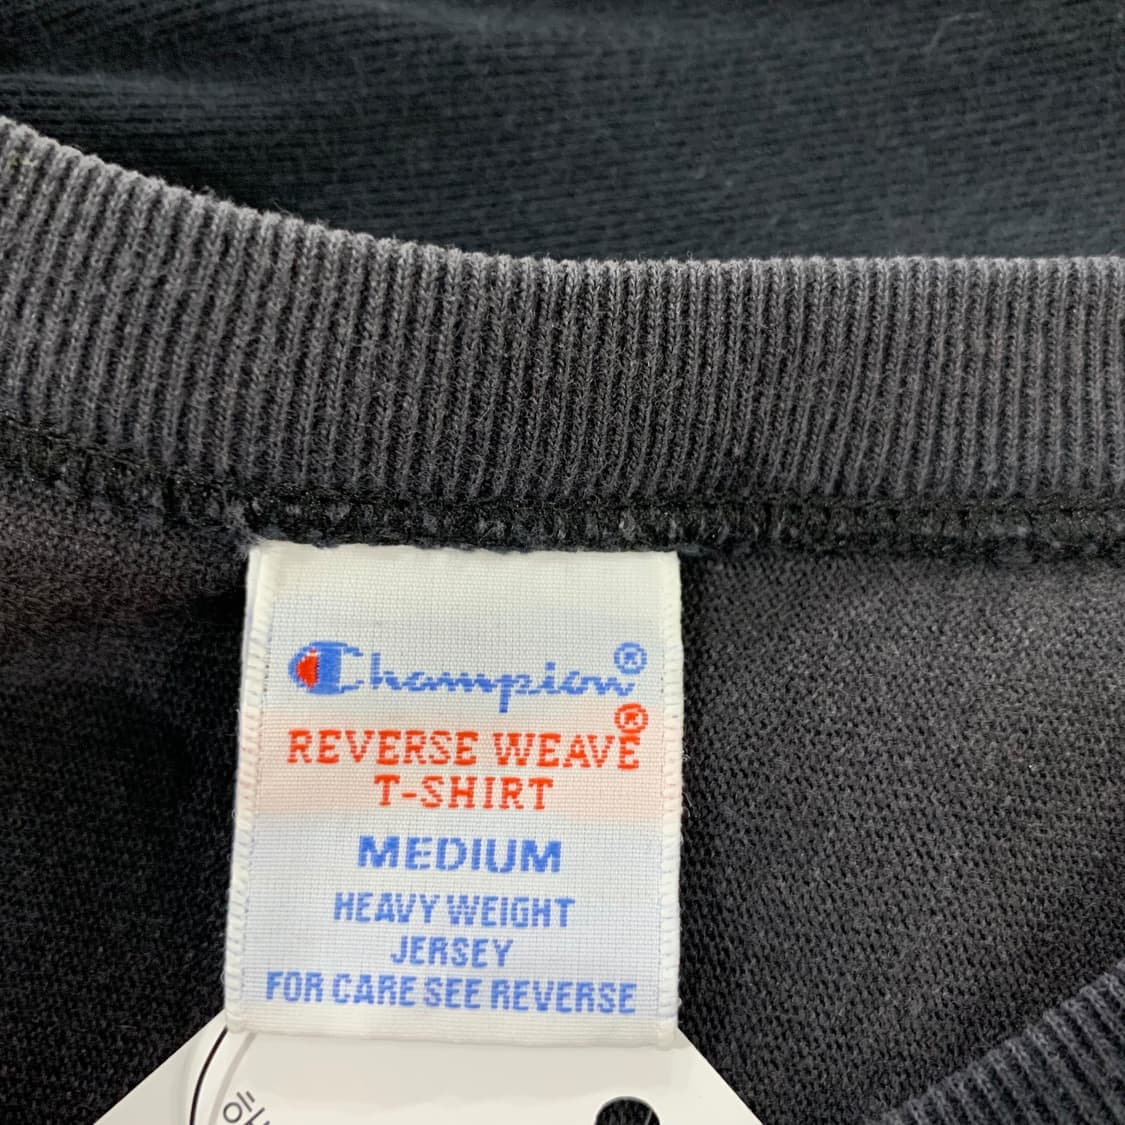 Champion®
REVERSE WEAVE®
T-SHIRT
MEDIUM
HEAVY WEIGHT
JERSEY
FOR CARE SEE REVERSE